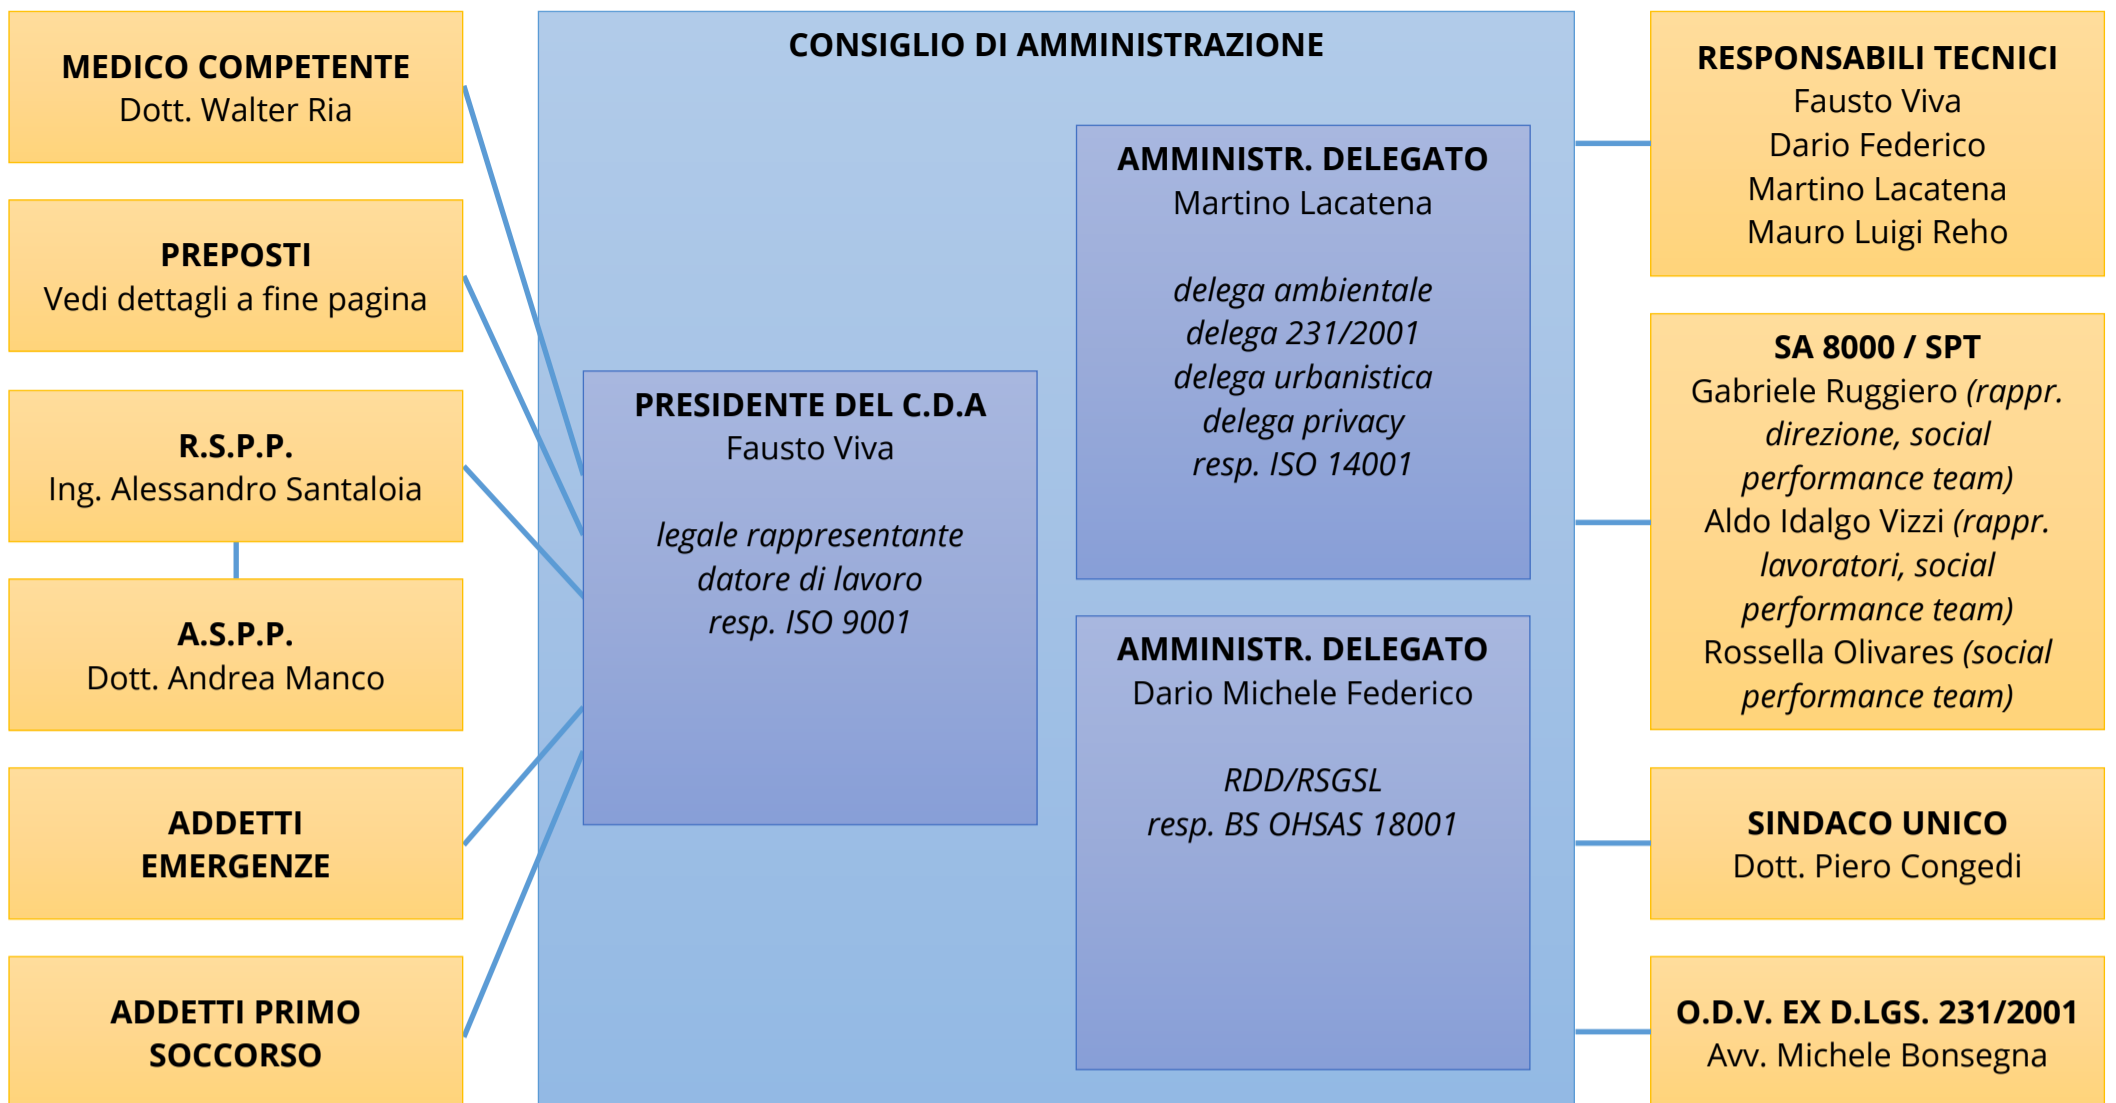 MEDICO COMPETENTE
Dott. Walter Ria
PREPOSTI
Vedi dettagli a fine pagina
R.S.P.P.
Ing. Alessandro Santaloia
A.S.P.P.
Dott. Andrea Manco
ADDETTI
EMERGENZE
ADDETTI PRIMO
SOCCORSO
CONSIGLIO DI AMMINISTRAZIONE
PRESIDENTE DEL C.D.A
Fausto Viva
legale rappresentante
datore di lavoro
resp. ISO 9001
AMMINISTR. DELEGATO
Martino Lacatena
delega ambientale
delega 231/2001
delega urbanistica
delega privacy
resp. ISO 14001
AMMINISTR. DELEGATO
Dario Michele Federico
RDD/RSGSL
resp. BS OHSAS 18001
RESPONSABILI TECNICI
Fausto Viva
Dario Federico
Martino Lacatena
Mauro Luigi Reho
SA 8000 / SPT
Gabriele Ruggiero (rappr.
direzione, social
performance team)
Aldo Idalgo Vizzi (rappr.
lavoratori, social
performance team)
Rossella Olivares (social
performance team)
SINDACO UNICO
Dott. Piero Congedi
O.D.V. EX D.LGS. 231/2001
Avv. Michele Bonsegna